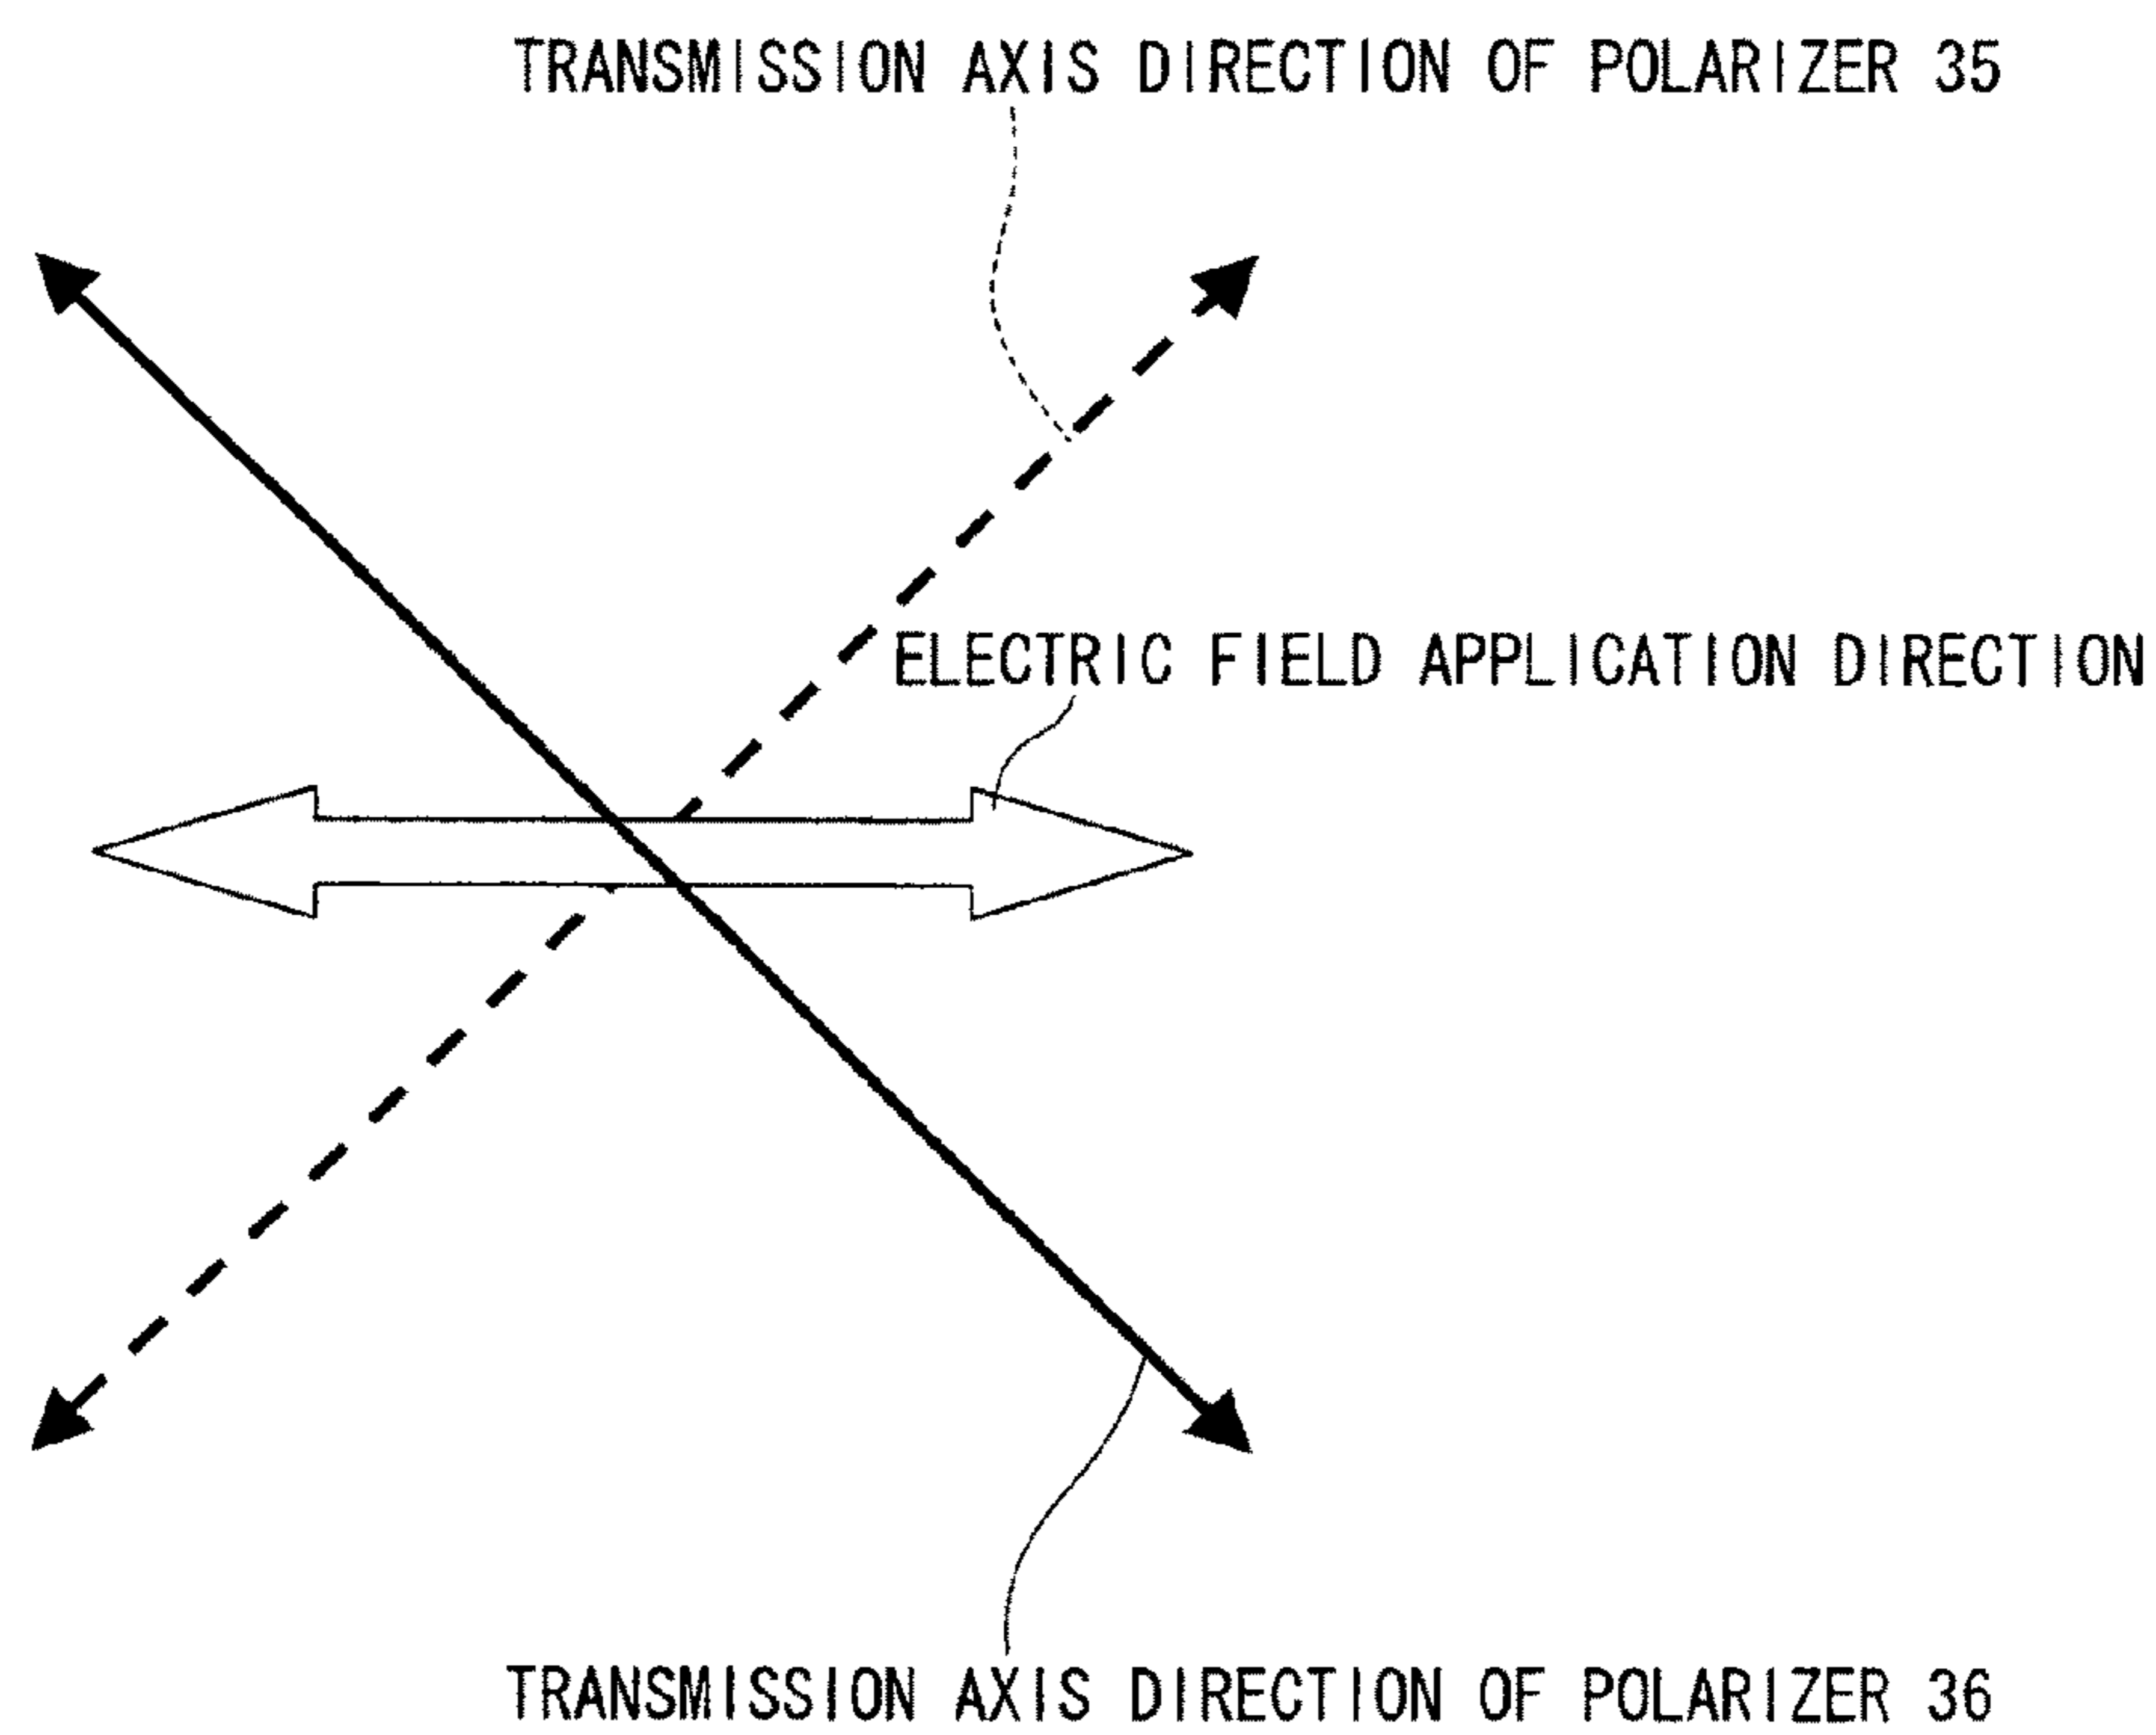 TRANSMISSION AXIS DIRECTION OF POLARIZER 35
ELECTRIC FIELD APPLICATION DIRECTION
TRANSMISSION AXIS DIRECTION OF POLARIZER 36